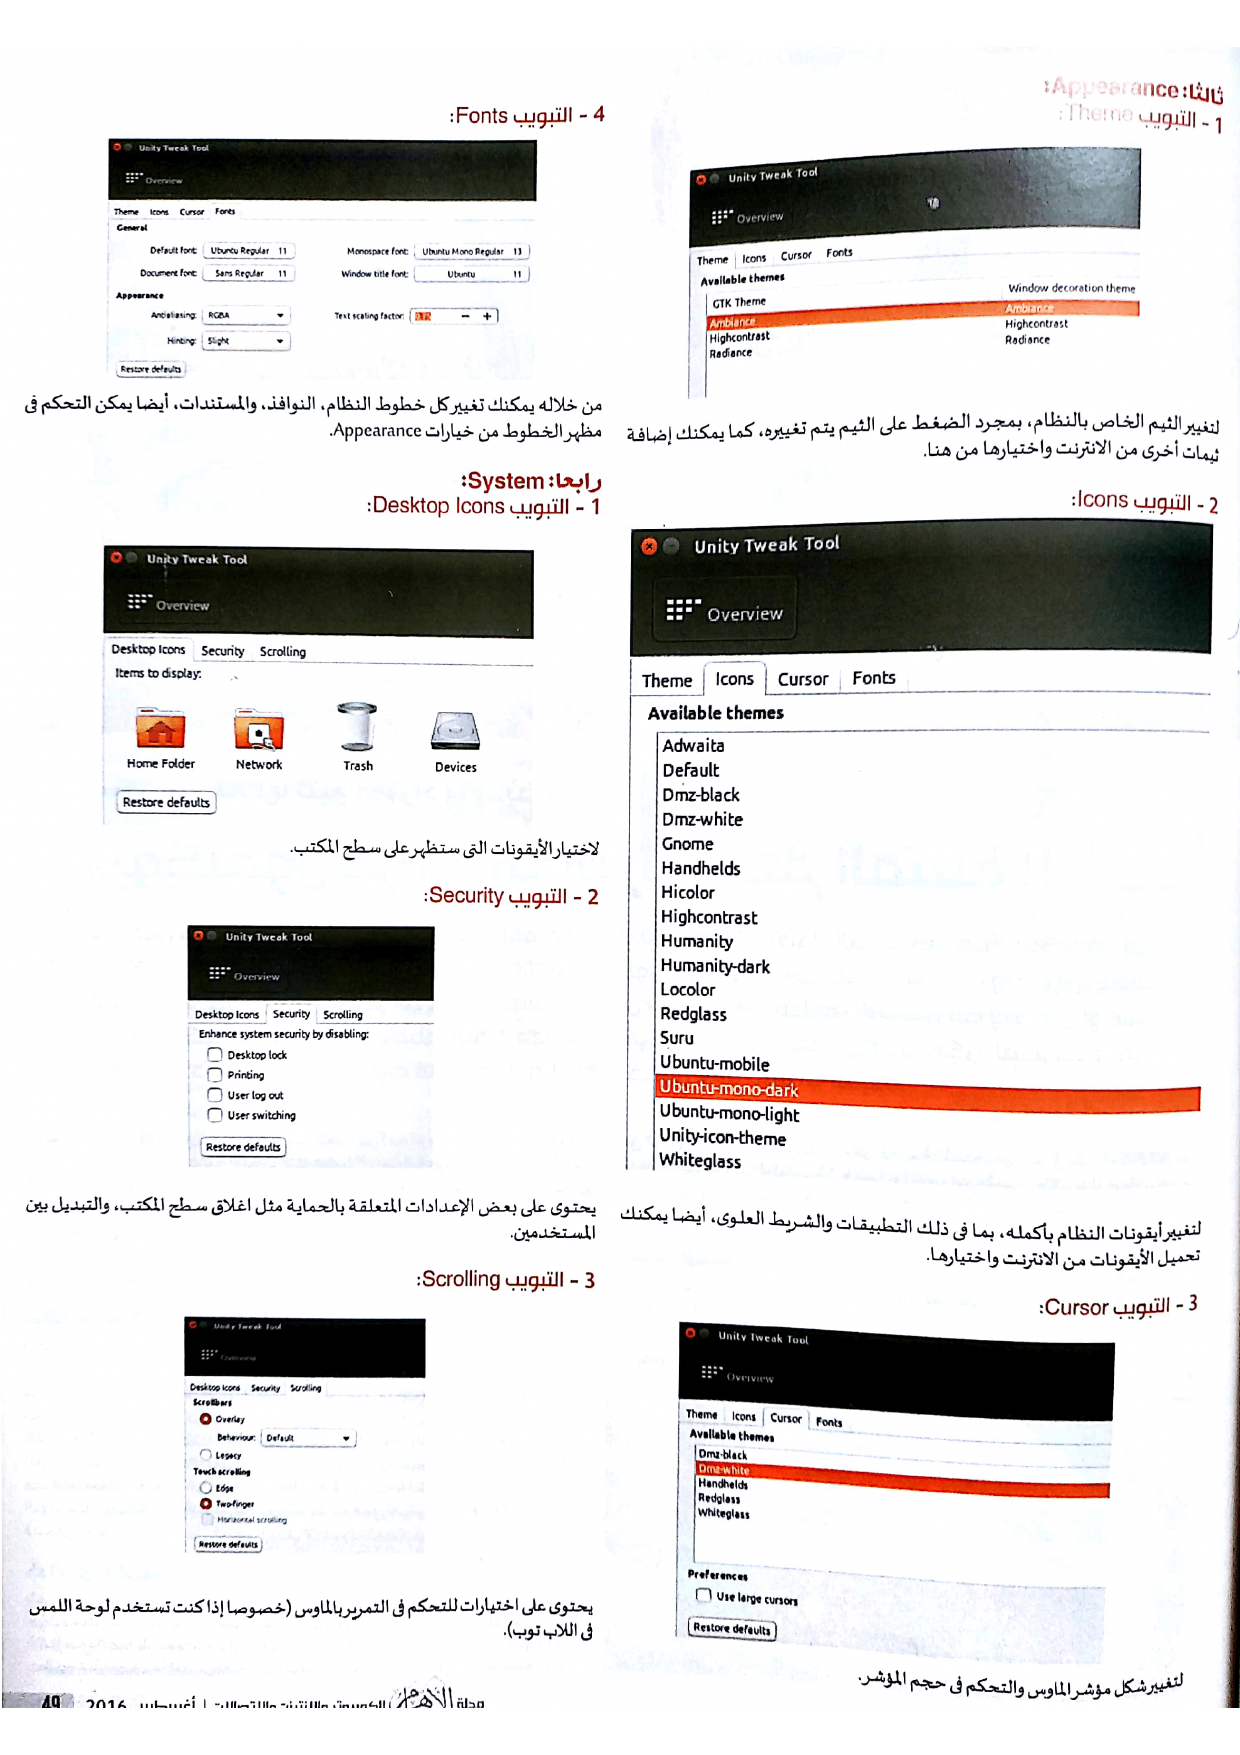 ثالثا: Appearance:
1 - التبويب Theme:
Unity Tweak Tool
Overview
Theme Icons Cursor Fonts
Available themes
GTK Theme Window decoration theme
Ambiance Ambiance
Highcontrast Highcontrast
Radiance Radiance
لتغيير الثيم الخاص بالنظام، بمجرد الضغط على الثيم يتم تغييره، كما يمكنك إضافة
ثيمات أخرى من الانترنت واختيارها من هنا.
2 - التبويب Icons:
Unity Tweak Tool
Overview
Theme Icons Cursor Fonts
Available themes
Adwaita
Default
Dmz-black
Dmz-white
Gnome
Handhelds
Hicolor
Highcontrast
Humanity
Humanity-dark
Locolor
Redglass
Suru
Ubuntu-mobile
Ubuntu-mono-dark
Ubuntu-mono-light
Unity-icon-theme
Whiteglass
لتغيير أيقونات النظام بأكمله، بما فى ذلك التطبيقات والشريط العلوى، أيضا يمكنك
تحميل الأيقونات من الانترنت واختيارها.
3 - التبويب Cursor:
Unity Tweak Tool
Overview
Theme Icons Cursor Fonts
Available themes
Dmz-black
Dmz-white
Handhelds
Redglass
Whiteglass
Preferences
Use large cursors
Restore defaults
لتغيير شكل مؤشر الماوس والتحكم فى حجم المؤشر.
4 - التبويب Fonts:
Unity Tweak Tool
Overview
Theme Icons Cursor Fonts
General
Default font: Ubuntu Regular 11 Monospace font: Ubuntu Mono Regular 13
Document font: Sans Regular 11 Window title font: Ubuntu 11
Appearance
Antialiasing: RGBA Text scaling factor: - +
Hinting: Slight
Restore defaults
من خلاله يمكنك تغيير كل خطوط النظام، النوافذ، والمستندات، أيضا يمكن التحكم فى
مظهر الخطوط من خيارات Appearance.
رابعا: System:
1 - التبويب Desktop Icons:
Unity Tweak Tool
Overview
Desktop Icons Security Scrolling
Items to display:
Home Folder Network Trash Devices
Restore defaults
لاختيار الأيقونات التى ستظهر على سطح المكتب.
2 - التبويب Security:
Unity Tweak Tool
Overview
Desktop Icons Security Scrolling
Enhance system security by disabling:
Desktop lock
Printing
User log out
User switching
Restore defaults
يحتوى على بعض الإعدادات المتعلقة بالحماية مثل اغلاق سطح المكتب، والتبديل بين
المستخدمين.
3 - التبويب Scrolling:
Unity Tweak Tool
Overview
Desktop Icons Security Scrolling
Scrollbars
Overlay
Behaviour: Default
Legacy
Touch scrolling
Edge
Two-finger
Horizontal scrolling
Restore defaults
يحتوى على اختيارات للتحكم فى التمرير بالماوس (خصوصا إذا كنت تستخدم لوحة اللمس
فى اللاب توب).
مجلة الأهرام الكمبيوتر والانترنت والاتصالات | أغسطس 2016 49